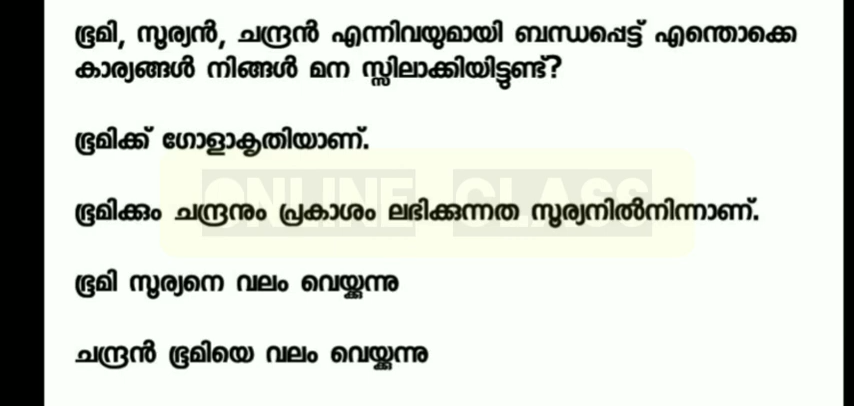 ഭൂമി, സൂര്യൻ, ചന്ദ്രൻ എന്നിവയുമായി ബന്ധപ്പെട്ട് എന്തൊക്കെ
കാര്യങ്ങൾ നിങ്ങൾ മന സ്സിലാക്കിയിട്ടുണ്ട്?
ഭൂമിക്ക് ഗോളാകൃതിയാണ്.
ONLINE CLASS
ഭൂമിക്കും ചന്ദ്രനും പ്രകാശം ലഭിക്കുന്നത സൂര്യനിൽനിന്നാണ്.
ഭൂമി സൂര്യനെ വലം വെയ്ക്കുന്നു
ചന്ദ്രൻ ഭൂമിയെ വലം വെയ്ക്കുന്നു